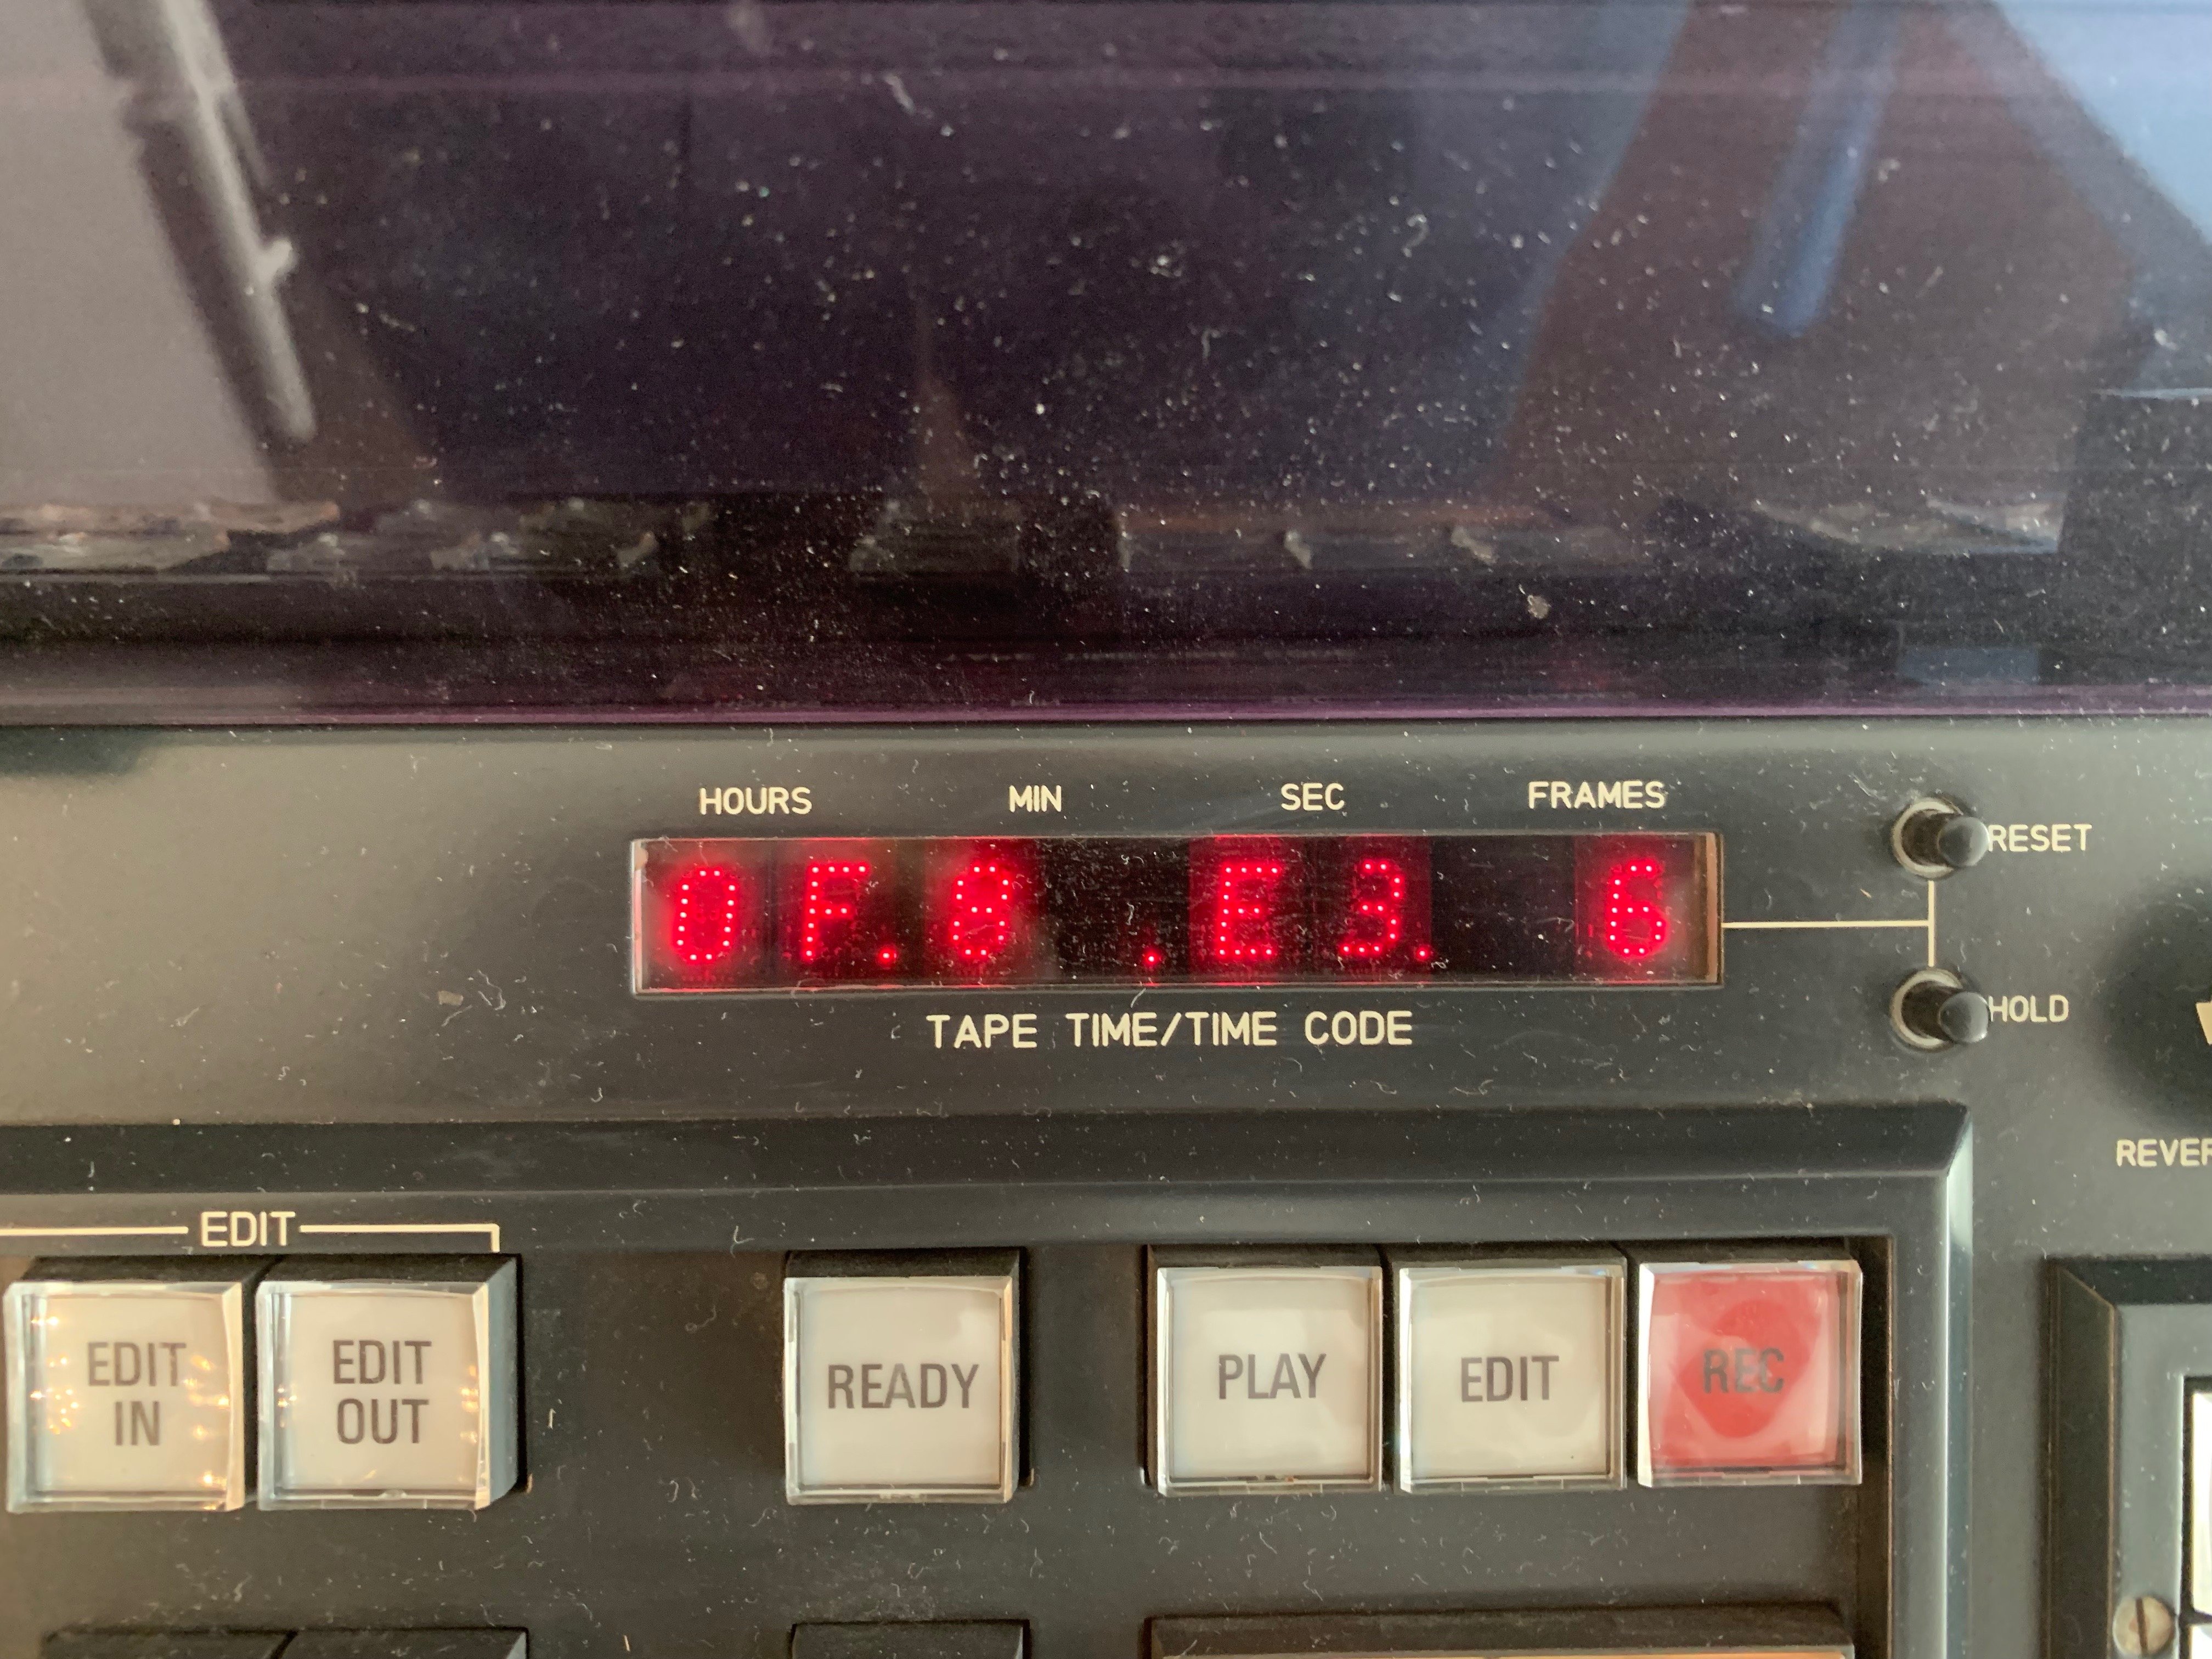 HOURS MIN SEC FRAMES
0F.8 .E3. 6
RESET
HOLD
TAPE TIME/TIME CODE
EDIT
EDIT IN
EDIT OUT
READY
PLAY
EDIT
REC